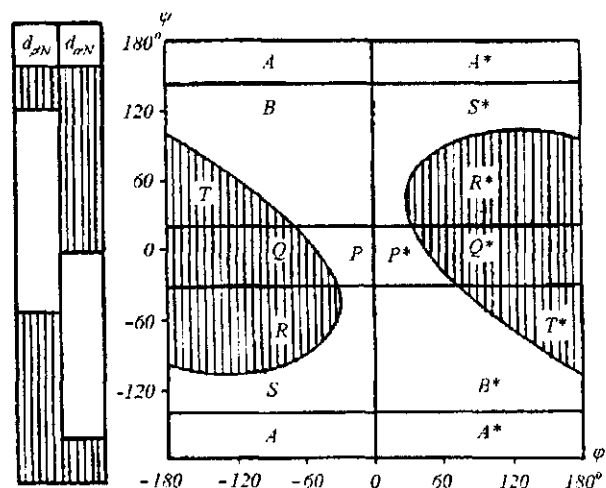 d_βN d_αN
ψ
180°
A A*
120
B S*
60
T R*
0
Q P P* Q*
-60
R T*
-120
S B*
A A*
φ
-180 -120 -60 0 60 120 180°